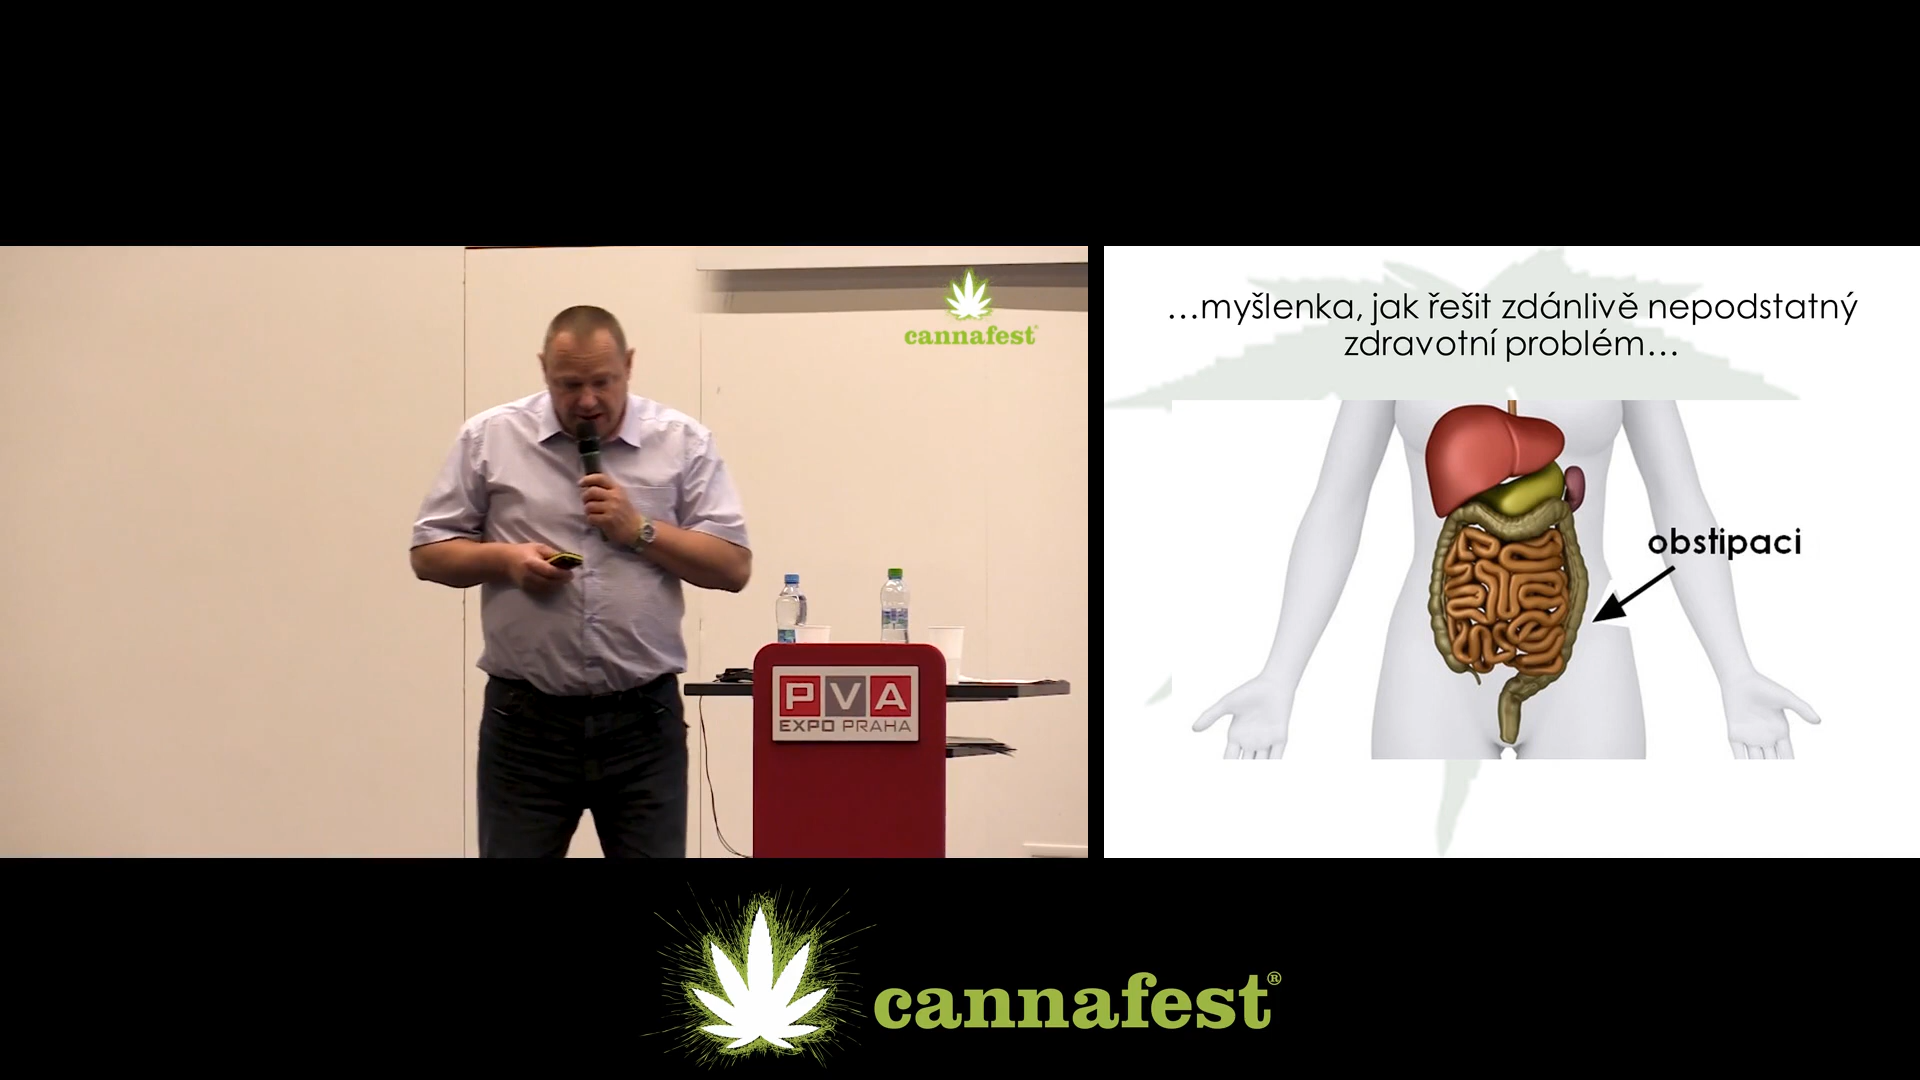 cannafest
PVA
EXPO PRAHA
...myšlenka, jak řešit zdánlivě nepodstatný
zdravotní problém...
obstipaci
cannafest®